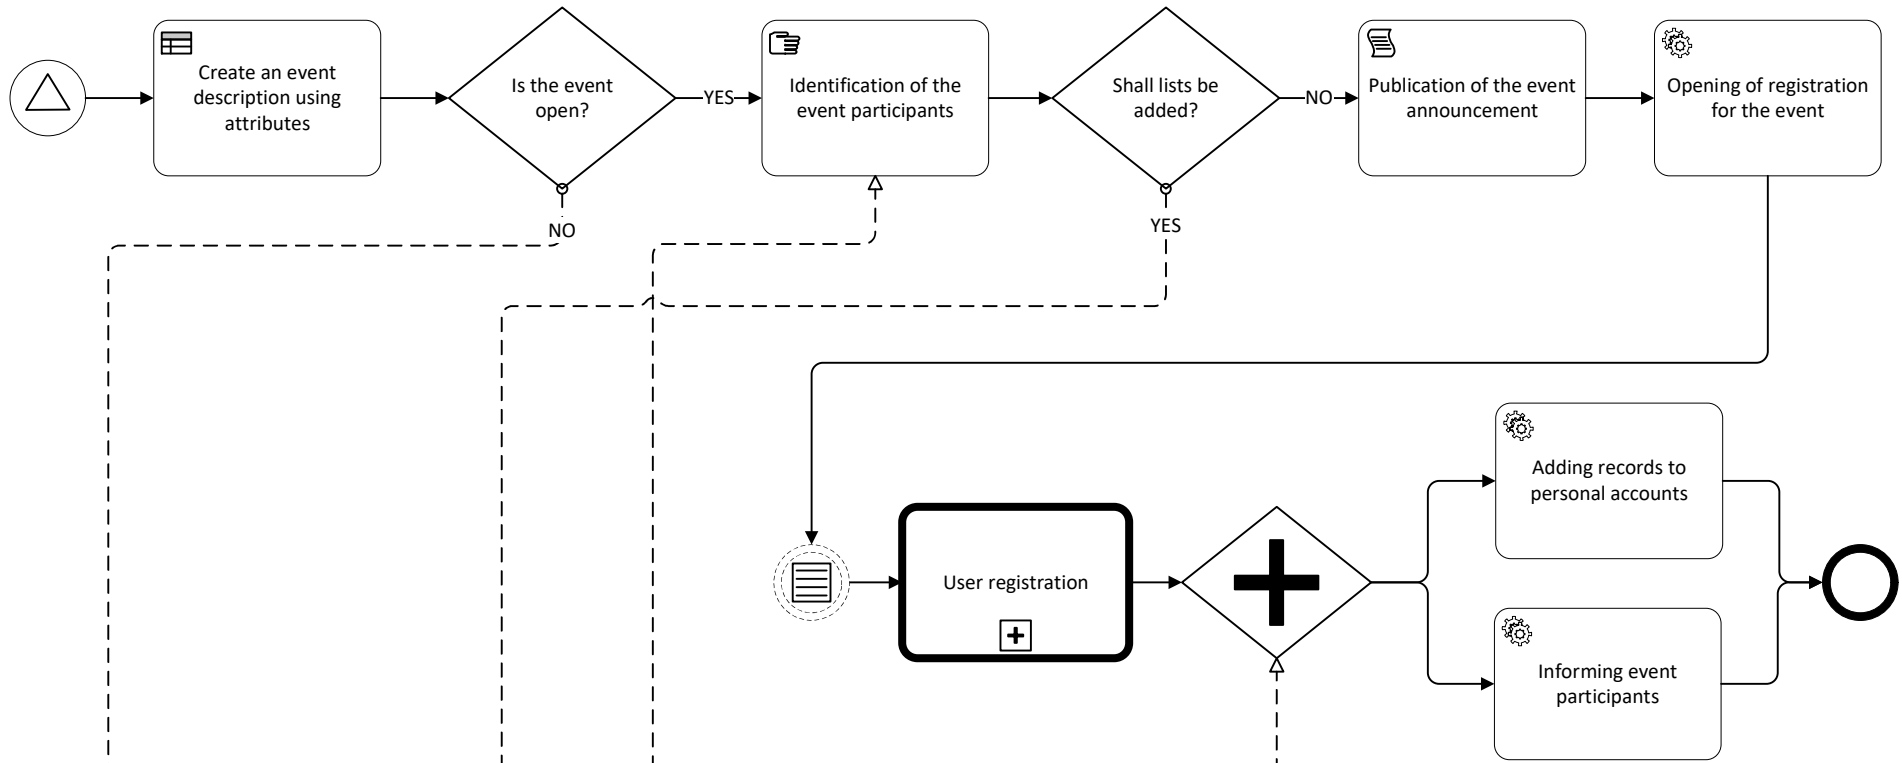 Create an event
description using
attributes
Is the event
open?
YES
Identification of the
event participants
Shall lists be
added?
NO
Publication of the event
announcement
Opening of registration
for the event
NO
YES
Adding records to
personal accounts
User registration
Informing event
participants